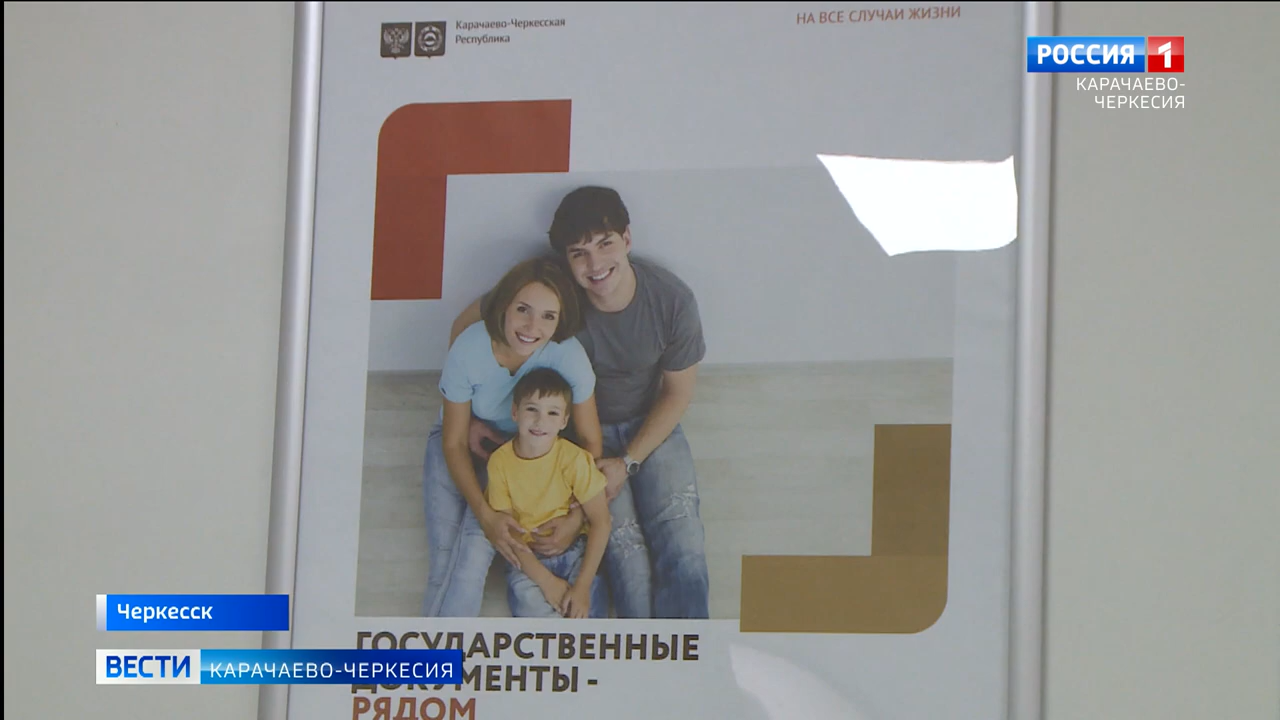 Карачаево-Черкесская
Республика
НА ВСЕ СЛУЧАИ ЖИЗНИ
РОССИЯ 1
КАРАЧАЕВО-
ЧЕРКЕСИЯ
Черкесск
ГОСУДАРСТВЕННЫЕ
ДОКУМЕНТЫ -
РЯДОМ
ВЕСТИ КАРАЧАЕВО-ЧЕРКЕСИЯ